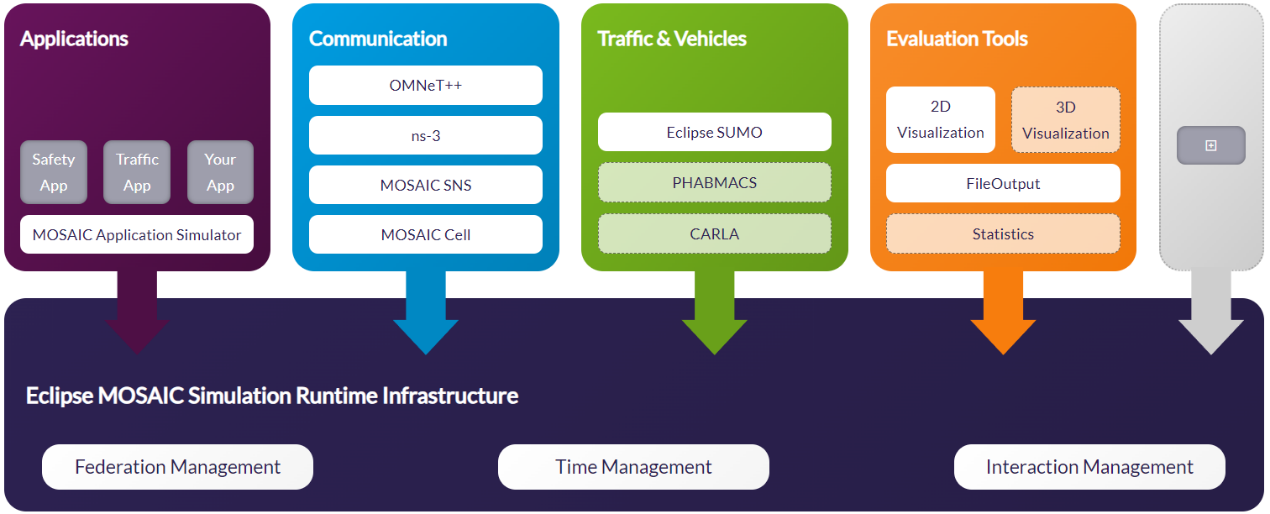 Applications
Safety
App
Traffic
App
Your
App
MOSAIC Application Simulator
Communication
OMNeT++
ns-3
MOSAIC SNS
MOSAIC Cell
Traffic & Vehicles
Eclipse SUMO
PHABMACS
CARLA
Evaluation Tools
2D
Visualization
3D
Visualization
FileOutput
Statistics
Eclipse MOSAIC Simulation Runtime Infrastructure
Federation Management
Time Management
Interaction Management